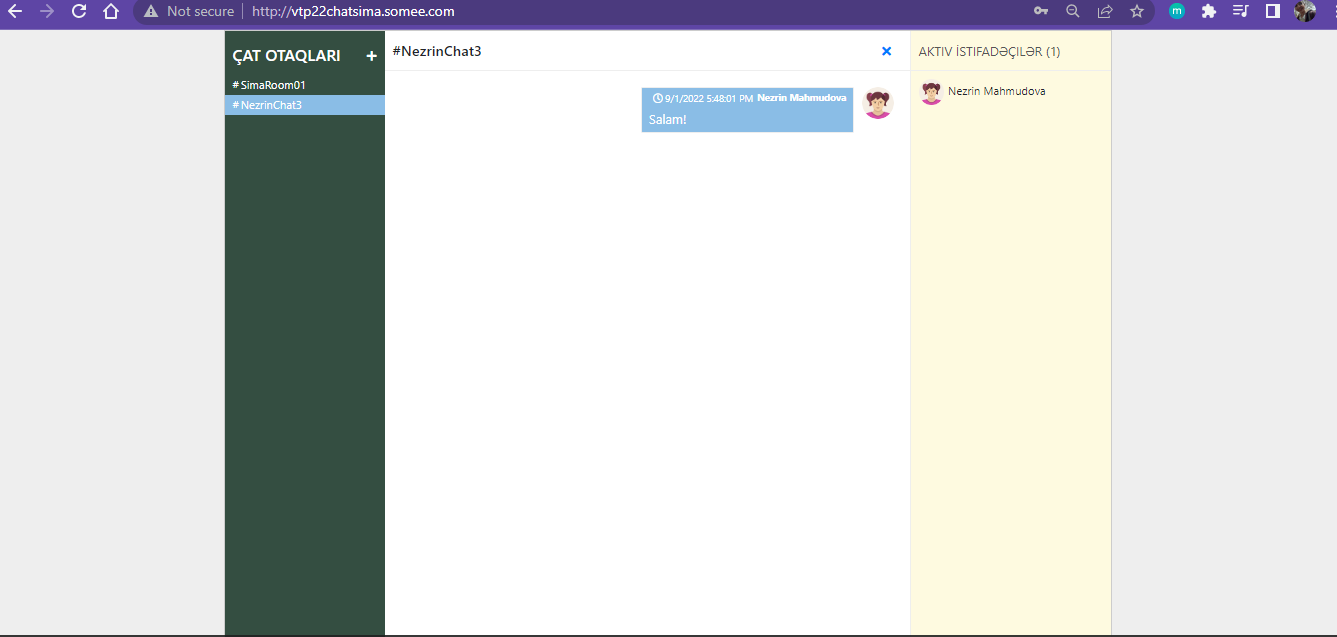 Not secure | http://vtp22chatsima.somee.com
m
ÇAT OTAQLARI +
#SimaRoom01
#NezrinChat3
#NezrinChat3
9/1/2022 5:48:01 PM Nezrin Mahmudova
Salam!
AKTIV İSTIFADƏÇILƏR (1)
Nezrin Mahmudova